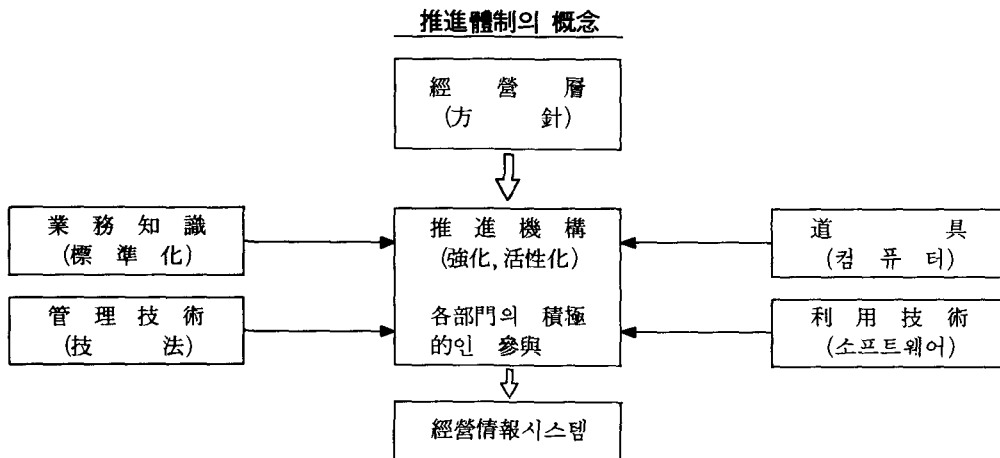 推進體制의 概念
經營層
(方針)
業務知識
(標準化)
管理技術
(技法)
推進機構
(強化, 活性化)
各部門의 積極
的인 參與
道具
(컴퓨터)
利用技術
(소프트웨어)
經營情報시스템